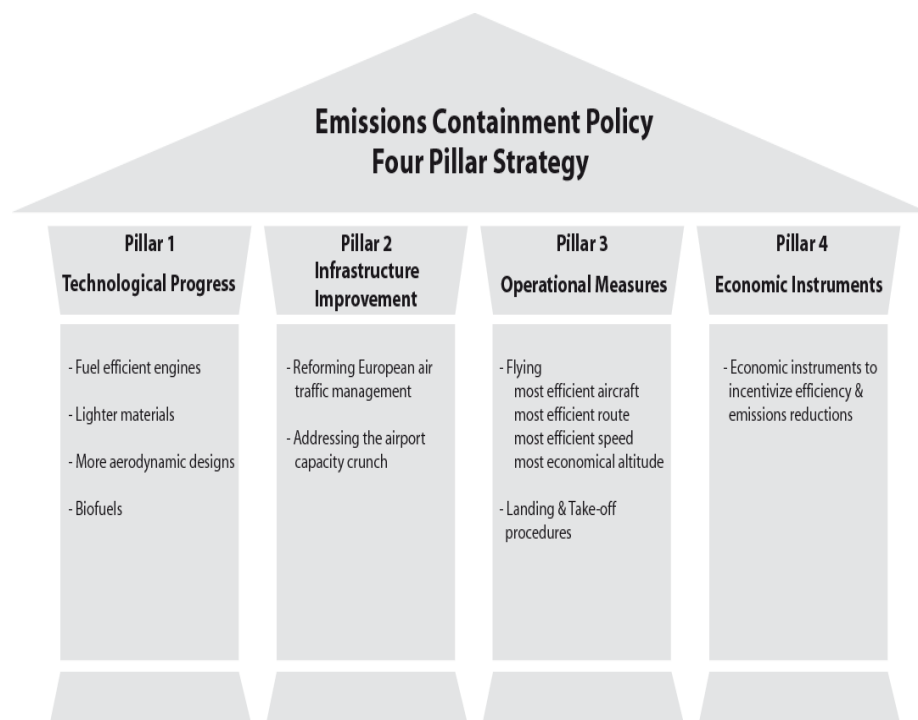 Emissions Containment Policy
Four Pillar Strategy
Pillar 1
Technological Progress
- Fuel efficient engines
- Lighter materials
- More aerodynamic designs
- Biofuels
Pillar 2
Infrastructure
Improvement
- Reforming European air
traffic management
- Addressing the airport
capacity crunch
Pillar 3
Operational Measures
- Flying
most efficient aircraft
most efficient route
most efficient speed
most economical altitude
- Landing & Take-off
procedures
Pillar 4
Economic Instruments
- Economic instruments to
incentivize efficiency &
emissions reductions